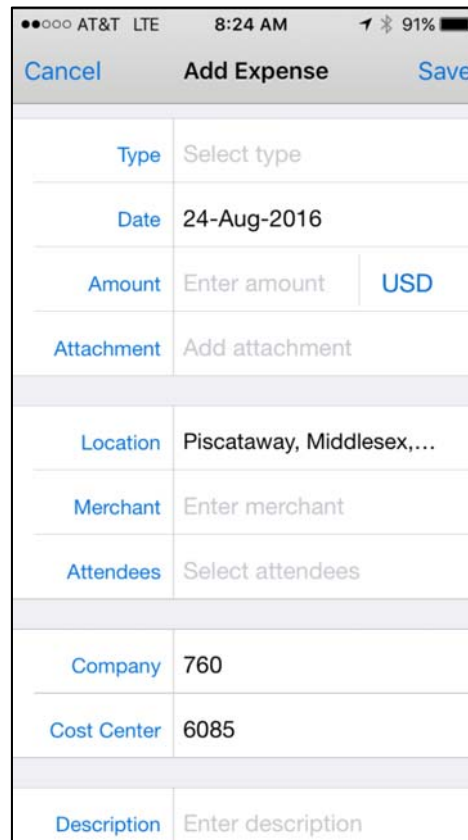 AT&T LTE 8:24 AM 91%
Cancel Add Expense Save
Type Select type
Date 24-Aug-2016
Amount Enter amount USD
Attachment Add attachment
Location Piscataway, Middlesex,...
Merchant Enter merchant
Attendees Select attendees
Company 760
Cost Center 6085
Description Enter description